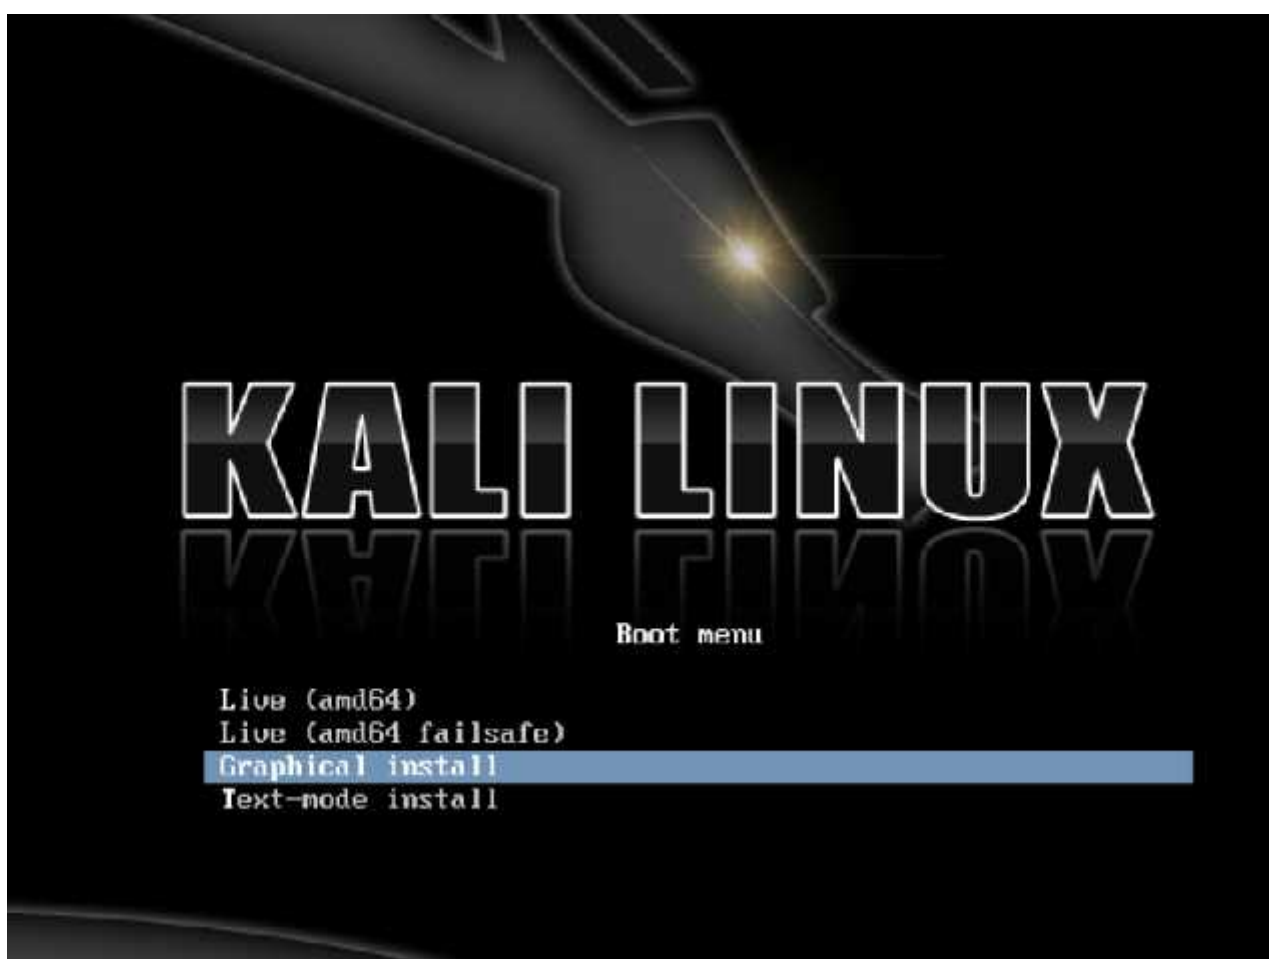 KALI LINUX
Boot menu
Live (amd64)
Live (amd64 failsafe)
Graphical install
Text-mode install